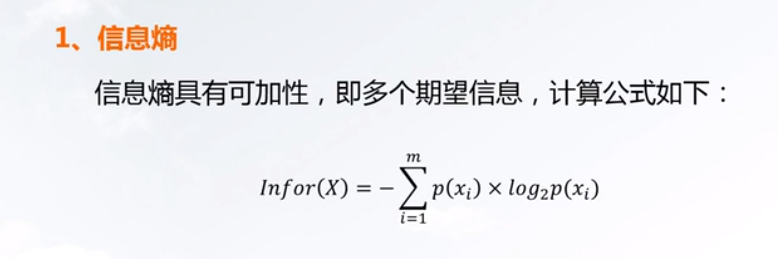 1、信息熵
信息熵具有可加性，即多个期望信息，计算公式如下：
Infor(X) = − ∑_{i=1}^{m} p(x_i) × log_2 p(x_i)